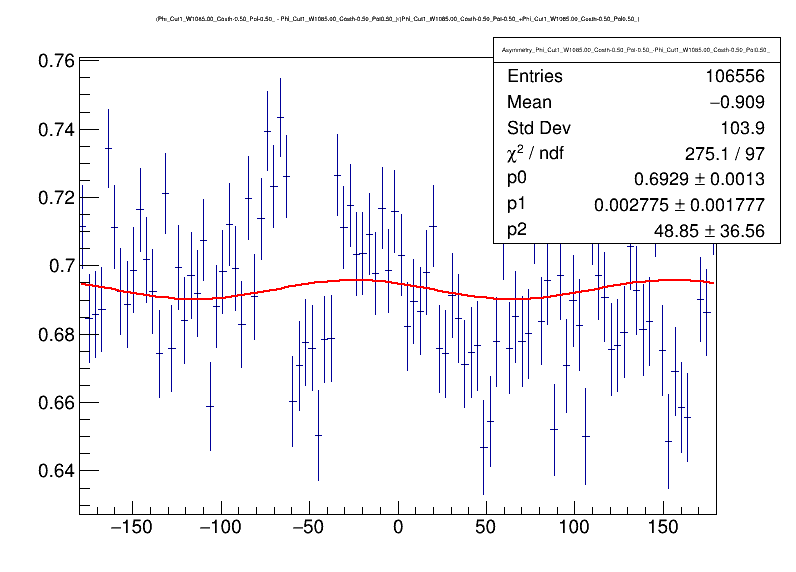 (Phi_Cut1_W1085.00_Costh-0.50_Pol-0.50_ - Phi_Cut1_W1085.00_Costh-0.50_Pol0.50_)/(Phi_Cut1_W1085.00_Costh-0.50_Pol-0.50_+Phi_Cut1_W1085.00_Costh-0.50_Pol0.50_)
Asymmetry_Phi_Cut1_W1085.00_Costh-0.50_Pol-0.50_-Phi_Cut1_W1085.00_Costh-0.50_Pol0.50_
Entries 106556
Mean −0.909
Std Dev 103.9
χ² / ndf 275.1 / 97
p0 0.6929 ± 0.0013
p1 0.002775 ± 0.001777
p2 48.85 ± 36.56
0.76
0.74
0.72
0.7
0.68
0.66
0.64
−150 −100 −50 0 50 100 150